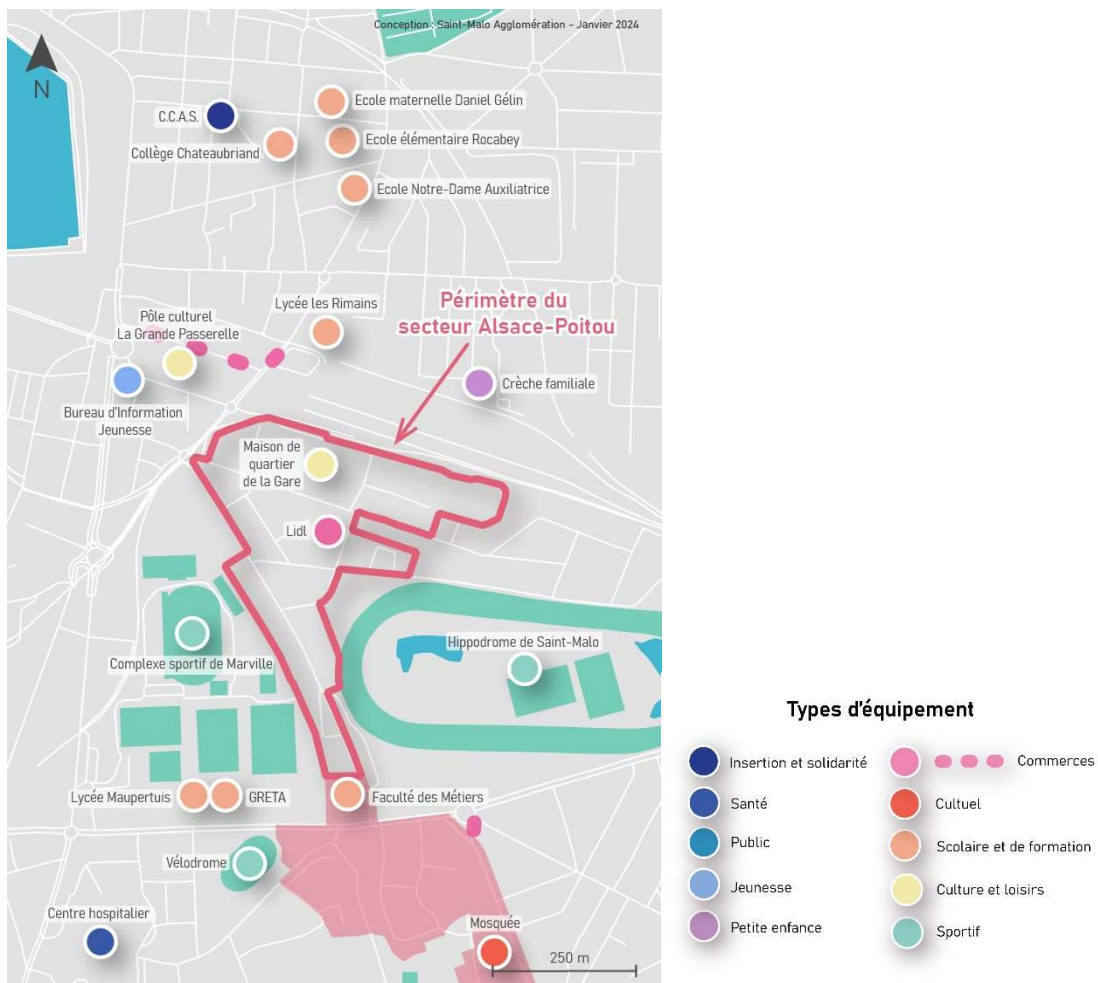 Conception : Saint-Malo Agglomération - Janvier 2024
N
Ecole maternelle Daniel Gélin
C.C.A.S.
Ecole élémentaire Rocabey
Collège Chateaubriand
Ecole Notre-Dame Auxiliatrice
Périmètre du
secteur Alsace-Poitou
Lycée les Rimains
Pôle culturel
La Grande Passerelle
Crèche familiale
Bureau d'Information
Jeunesse
Maison de
quartier
de la Gare
Lidl
Hippodrome de Saint-Malo
Complexe sportif de Marville
Lycée Maupertuis
GRETA
Faculté des Métiers
Vélodrome
Centre hospitalier
Mosquée
250 m
Types d'équipement
Insertion et solidarité
Santé
Public
Jeunesse
Petite enfance
Commerces
Cultuel
Scolaire et de formation
Culture et loisirs
Sportif